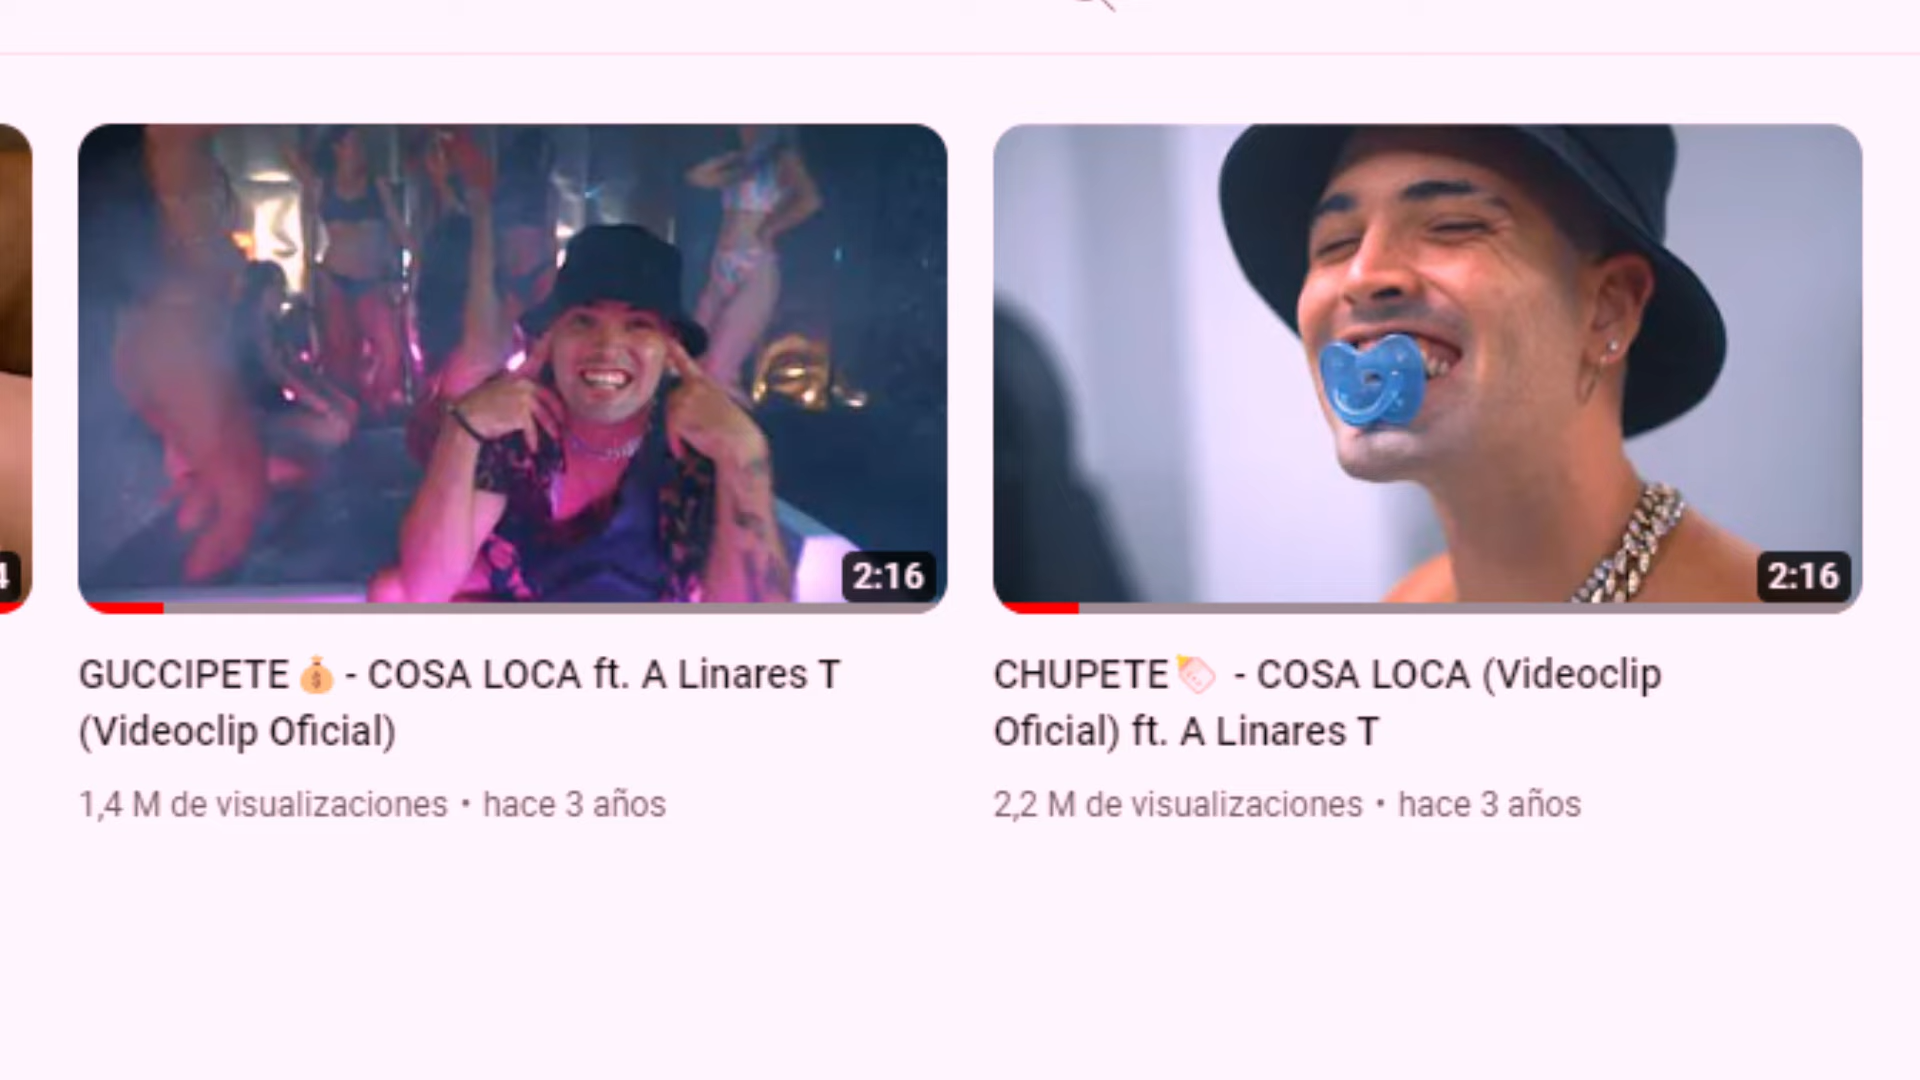 4
2:16
2:16
GUCCIPETE💰 - COSA LOCA ft. A Linares T
(Videoclip Oficial)
1,4 M de visualizaciones • hace 3 años
CHUPETE🍼 - COSA LOCA (Videoclip
Oficial) ft. A Linares T
2,2 M de visualizaciones • hace 3 años